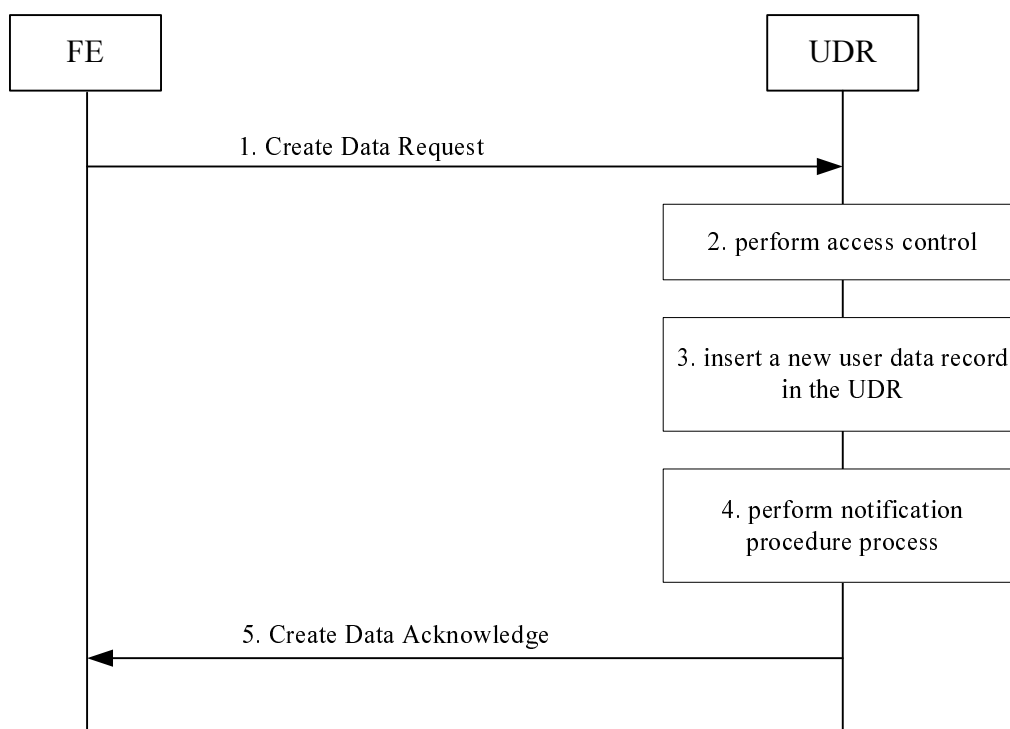 FE
UDR
1. Create Data Request
2. perform access control
3. insert a new user data record
in the UDR
4. perform notification
procedure process
5. Create Data Acknowledge